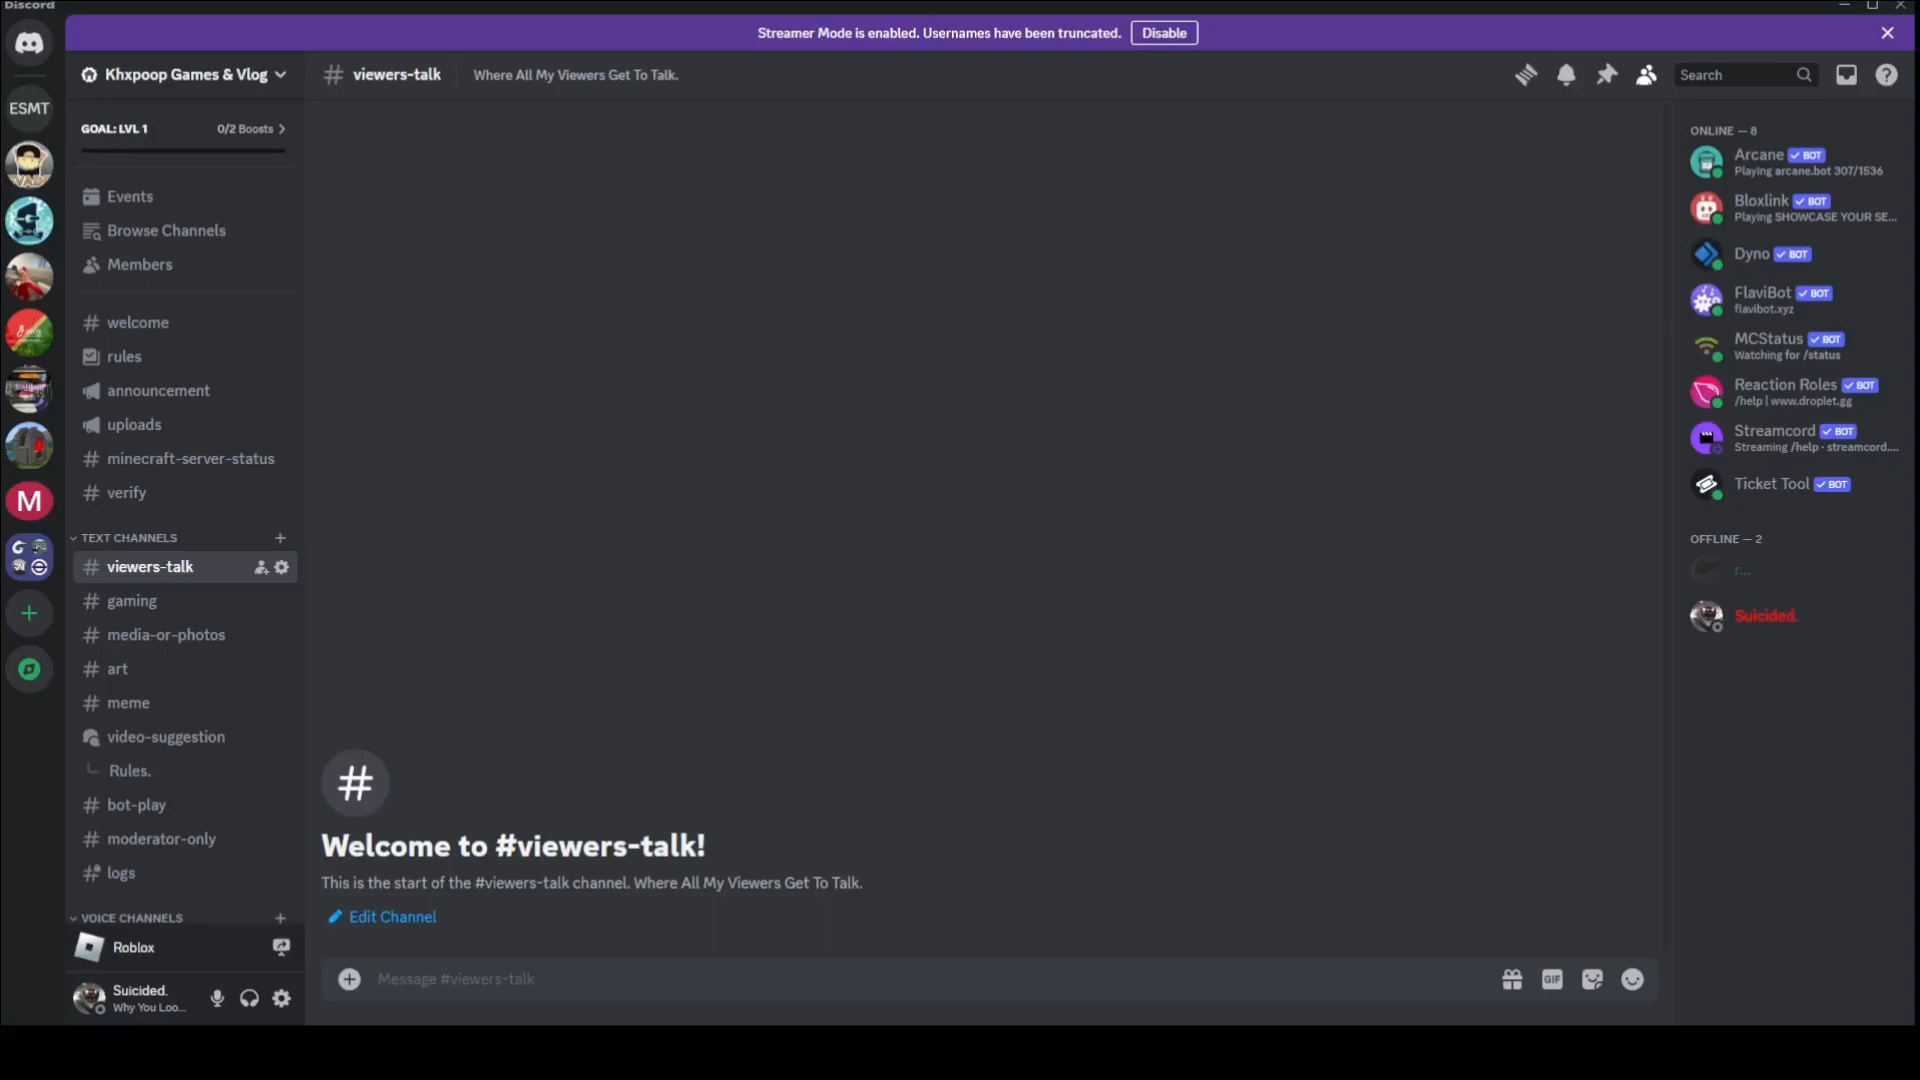 Discord
Streamer Mode is enabled. Usernames have been truncated. Disable
Khxpoop Games & Vlog
viewers-talk
Where All My Viewers Get To Talk.
Search
ESMT
GOAL: LVL 1 0/2 Boosts
Events
Browse Channels
Members
# welcome
rules
announcement
uploads
# minecraft-server-status
# verify
M
TEXT CHANNELS +
# viewers-talk
# gaming
# media-or-photos
# art
# meme
video-suggestion
Rules.
# bot-play
# moderator-only
# logs
VOICE CHANNELS +
Roblox
Suicided.
Why You Loo...
#
Welcome to #viewers-talk!
This is the start of the #viewers-talk channel. Where All My Viewers Get To Talk.
Edit Channel
Message #viewers-talk
GIF
ONLINE — 8
Arcane BOT
Playing arcane.bot 307/1536
Bloxlink BOT
Playing SHOWCASE YOUR SE...
Dyno BOT
FlaviBot BOT
flavibot.xyz
MCStatus BOT
Watching for /status
Reaction Roles BOT
/help | www.droplet.gg
Streamcord BOT
Streaming /help · streamcord....
Ticket Tool BOT
OFFLINE — 2
r...
Suicided.